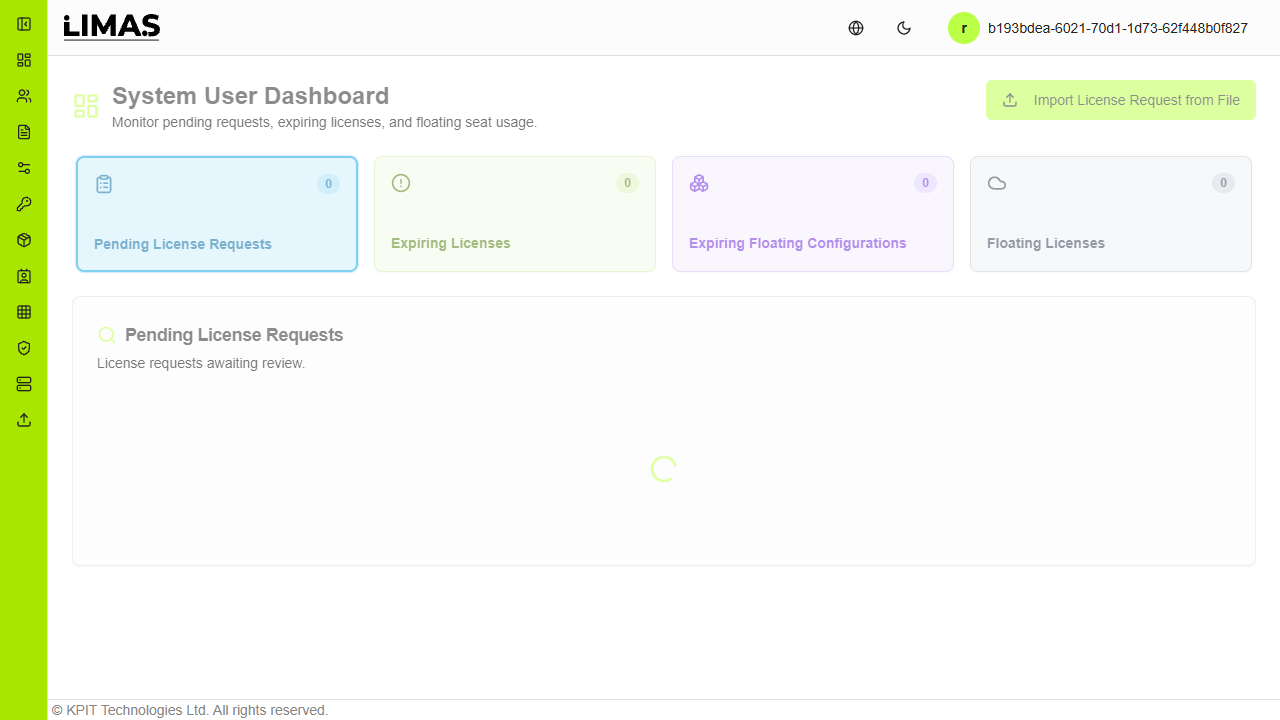 LIMAS
r
b193bdea-6021-70d1-1d73-62f448b0f827
System User Dashboard
Monitor pending requests, expiring licenses, and floating seat usage.
Import License Request from File
0
Pending License Requests
0
Expiring Licenses
0
Expiring Floating Configurations
0
Floating Licenses
Pending License Requests
License requests awaiting review.
© KPIT Technologies Ltd. All rights reserved.